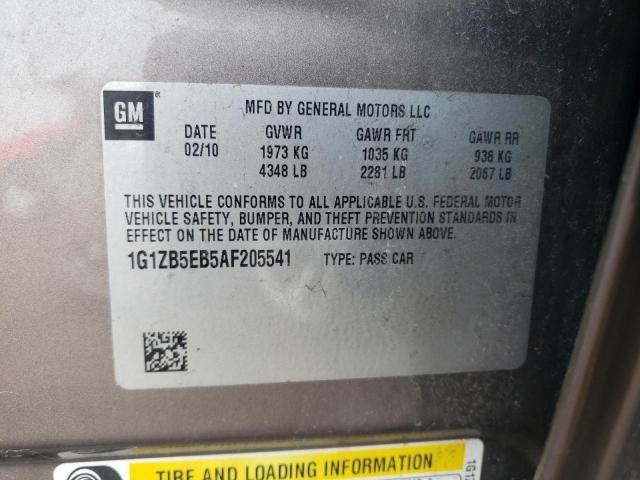 GM
MFD BY GENERAL MOTORS LLC
DATE GVWR GAWR FRT GAWR RR
02/10 1973 KG 1035 KG 938 KG
4348 LB 2281 LB 2067 LB
THIS VEHICLE CONFORMS TO ALL APPLICABLE U.S. FEDERAL MOTOR
VEHICLE SAFETY, BUMPER, AND THEFT PREVENTION STANDARDS IN
EFFECT ON THE DATE OF MANUFACTURE SHOWN ABOVE.
1G1ZB5EB5AF205541 TYPE: PASS CAR
TIRE AND LOADING INFORMATION